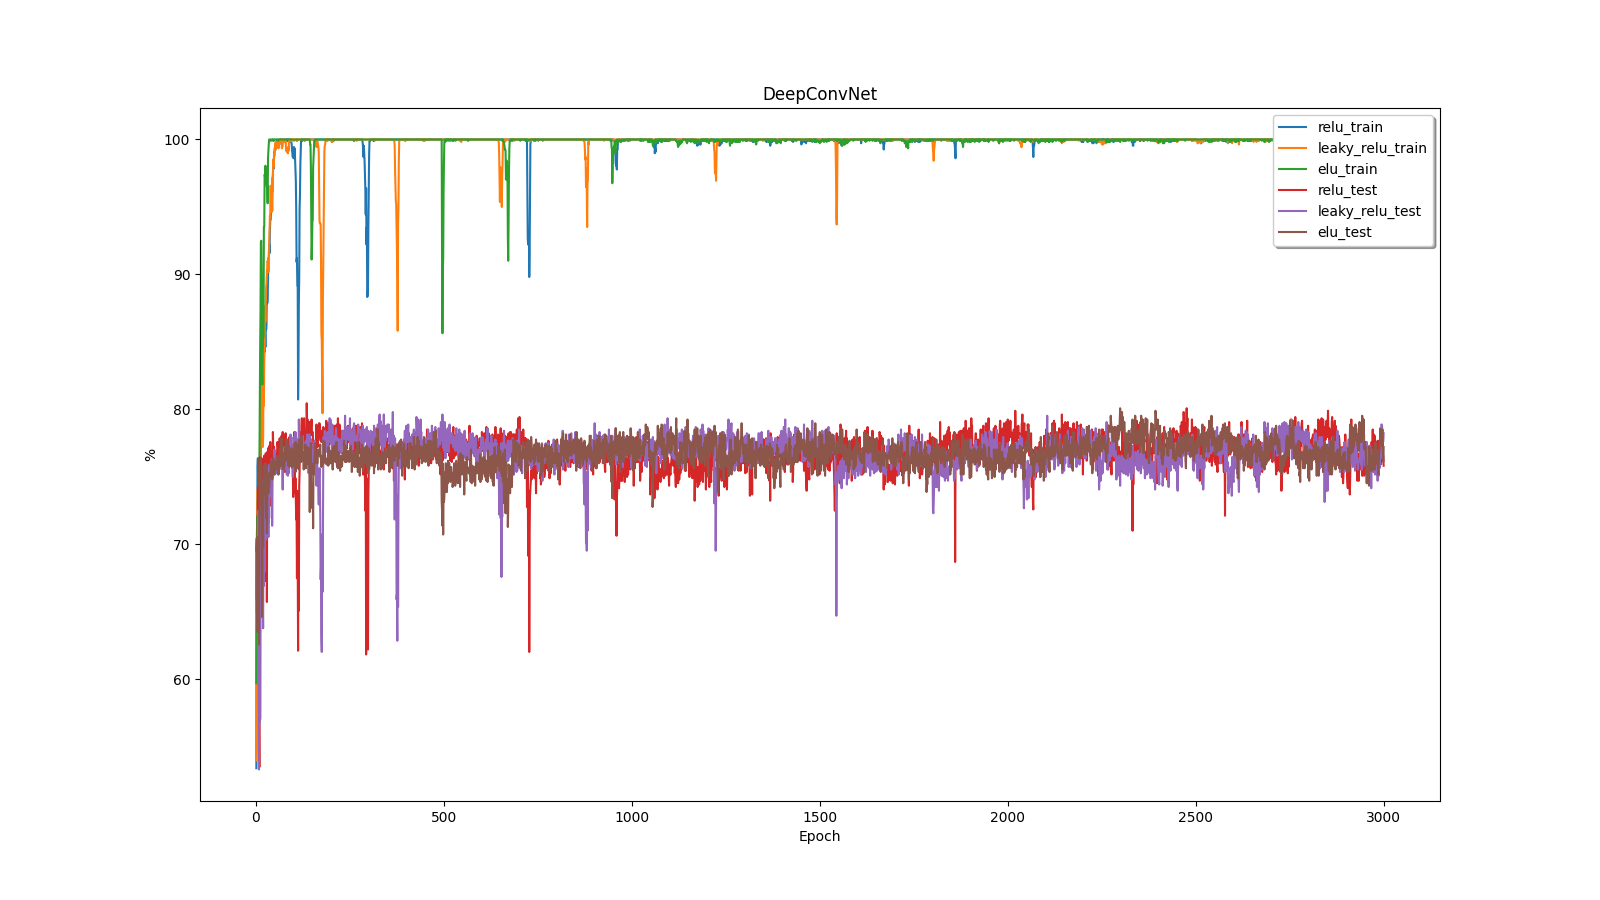 DeepConvNet
relu_train
leaky_relu_train
elu_train
relu_test
leaky_relu_test
elu_test
100
90
80
70
60
%
0 500 1000 1500 2000 2500 3000
Epoch